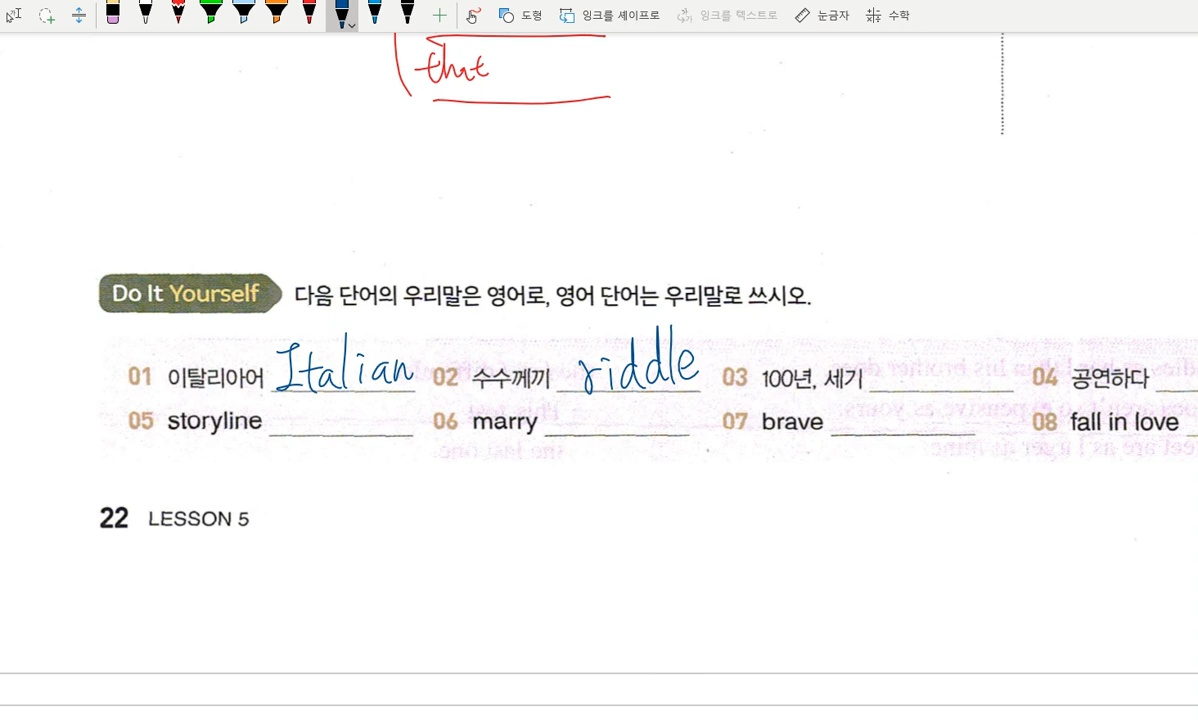 도형 잉크를 셰이프로 잉크를 텍스트로 눈금자 수학
that
Do It Yourself 다음 단어의 우리말은 영어로, 영어 단어는 우리말로 쓰시오.
01 이탈리아어 Italian 02 수수께끼 riddle 03 100년, 세기 04 공연하다
05 storyline 06 marry 07 brave 08 fall in love
22 LESSON 5